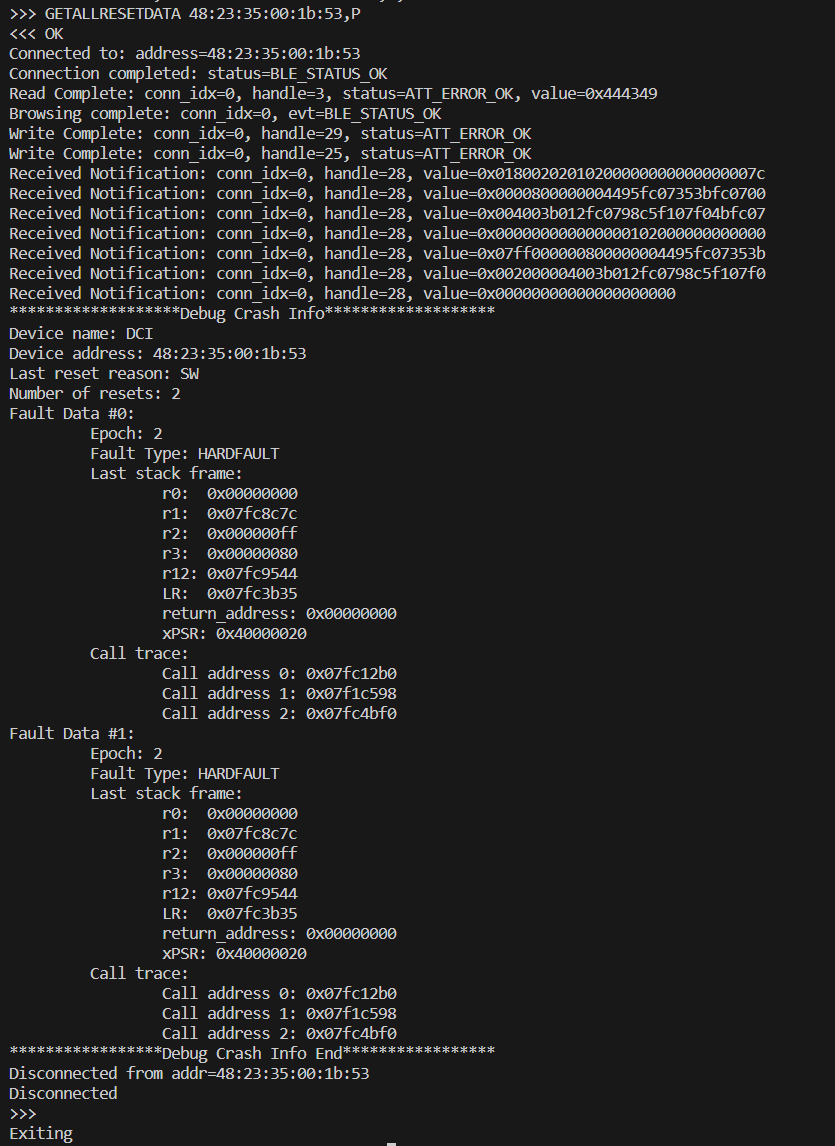 >>> GETALLRESETDATA 48:23:35:00:1b:53,P
<<< OK
Connected to: address=48:23:35:00:1b:53
Connection completed: status=BLE_STATUS_OK
Read Complete: conn_idx=0, handle=3, status=ATT_ERROR_OK, value=0x444349
Browsing complete: conn_idx=0, evt=BLE_STATUS_OK
Write Complete: conn_idx=0, handle=29, status=ATT_ERROR_OK
Write Complete: conn_idx=0, handle=25, status=ATT_ERROR_OK
Received Notification: conn_idx=0, handle=28, value=0x01800202010200000000000000007c
Received Notification: conn_idx=0, handle=28, value=0x0000800000004495fc07353bfc0700
Received Notification: conn_idx=0, handle=28, value=0x004003b012fc0798c5f107f04bfc07
Received Notification: conn_idx=0, handle=28, value=0x000000000000000102000000000000
Received Notification: conn_idx=0, handle=28, value=0x07ff000000800000004495fc07353b
Received Notification: conn_idx=0, handle=28, value=0x002000004003b012fc0798c5f107f0
Received Notification: conn_idx=0, handle=28, value=0x00000000000000000000
*******************Debug Crash Info*******************
Device name: DCI
Device address: 48:23:35:00:1b:53
Last reset reason: SW
Number of resets: 2
Fault Data #0:
Epoch: 2
Fault Type: HARDFAULT
Last stack frame:
r0:  0x00000000
r1:  0x07fc8c7c
r2:  0x000000ff
r3:  0x00000080
r12: 0x07fc9544
LR:  0x07fc3b35
return_address: 0x00000000
xPSR: 0x40000020
Call trace:
Call address 0: 0x07fc12b0
Call address 1: 0x07f1c598
Call address 2: 0x07fc4bf0
Fault Data #1:
Epoch: 2
Fault Type: HARDFAULT
Last stack frame:
r0:  0x00000000
r1:  0x07fc8c7c
r2:  0x000000ff
r3:  0x00000080
r12: 0x07fc9544
LR:  0x07fc3b35
return_address: 0x00000000
xPSR: 0x40000020
Call trace:
Call address 0: 0x07fc12b0
Call address 1: 0x07f1c598
Call address 2: 0x07fc4bf0
*****************Debug Crash Info End*****************
Disconnected from addr=48:23:35:00:1b:53
Disconnected
>>>
Exiting